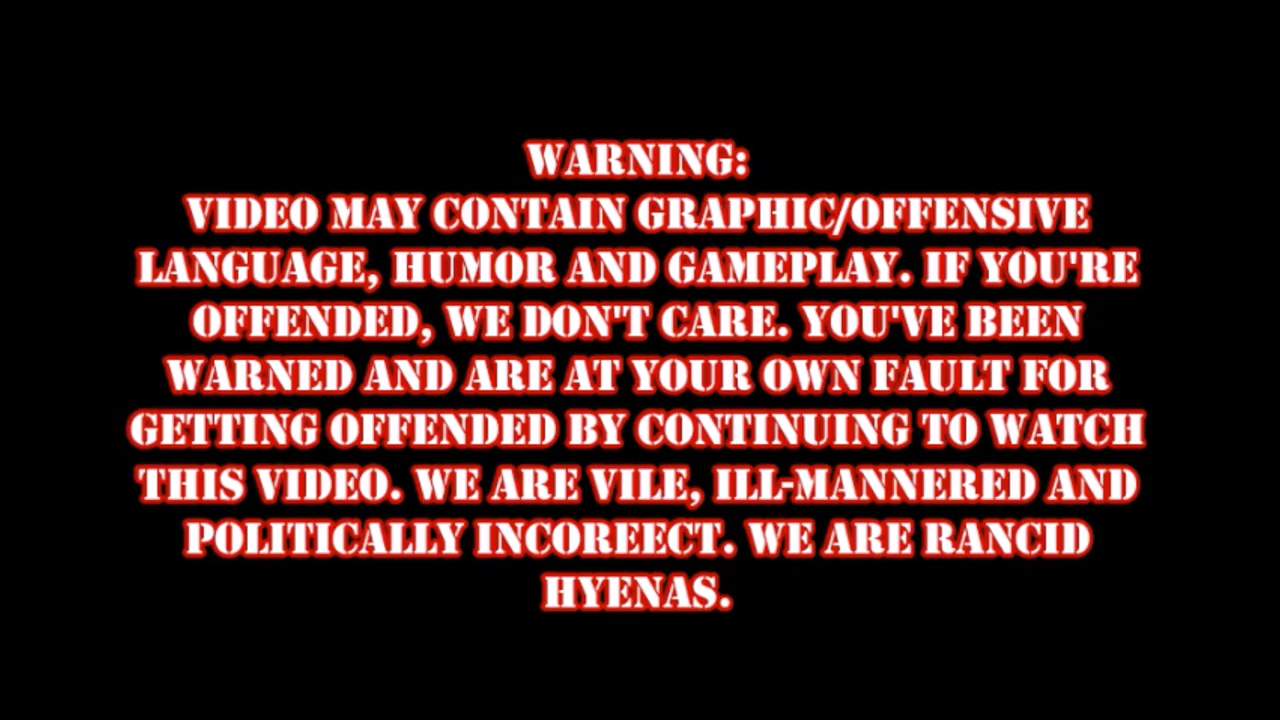 WARNING:
VIDEO MAY CONTAIN GRAPHIC/OFFENSIVE
LANGUAGE, HUMOR AND GAMEPLAY. IF YOU'RE
OFFENDED, WE DON'T CARE. YOU'VE BEEN
WARNED AND ARE AT YOUR OWN FAULT FOR
GETTING OFFENDED BY CONTINUING TO WATCH
THIS VIDEO. WE ARE VILE, ILL-MANNERED AND
POLITICALLY INCOREECT. WE ARE RANCID
HYENAS.